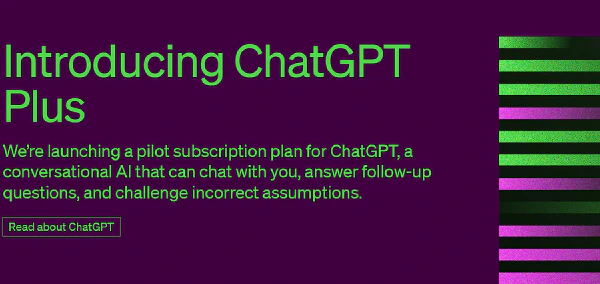 Introducing ChatGPT
Plus
We're launching a pilot subscription plan for ChatGPT, a
conversational AI that can chat with you, answer follow-up
questions, and challenge incorrect assumptions.
Read about ChatGPT